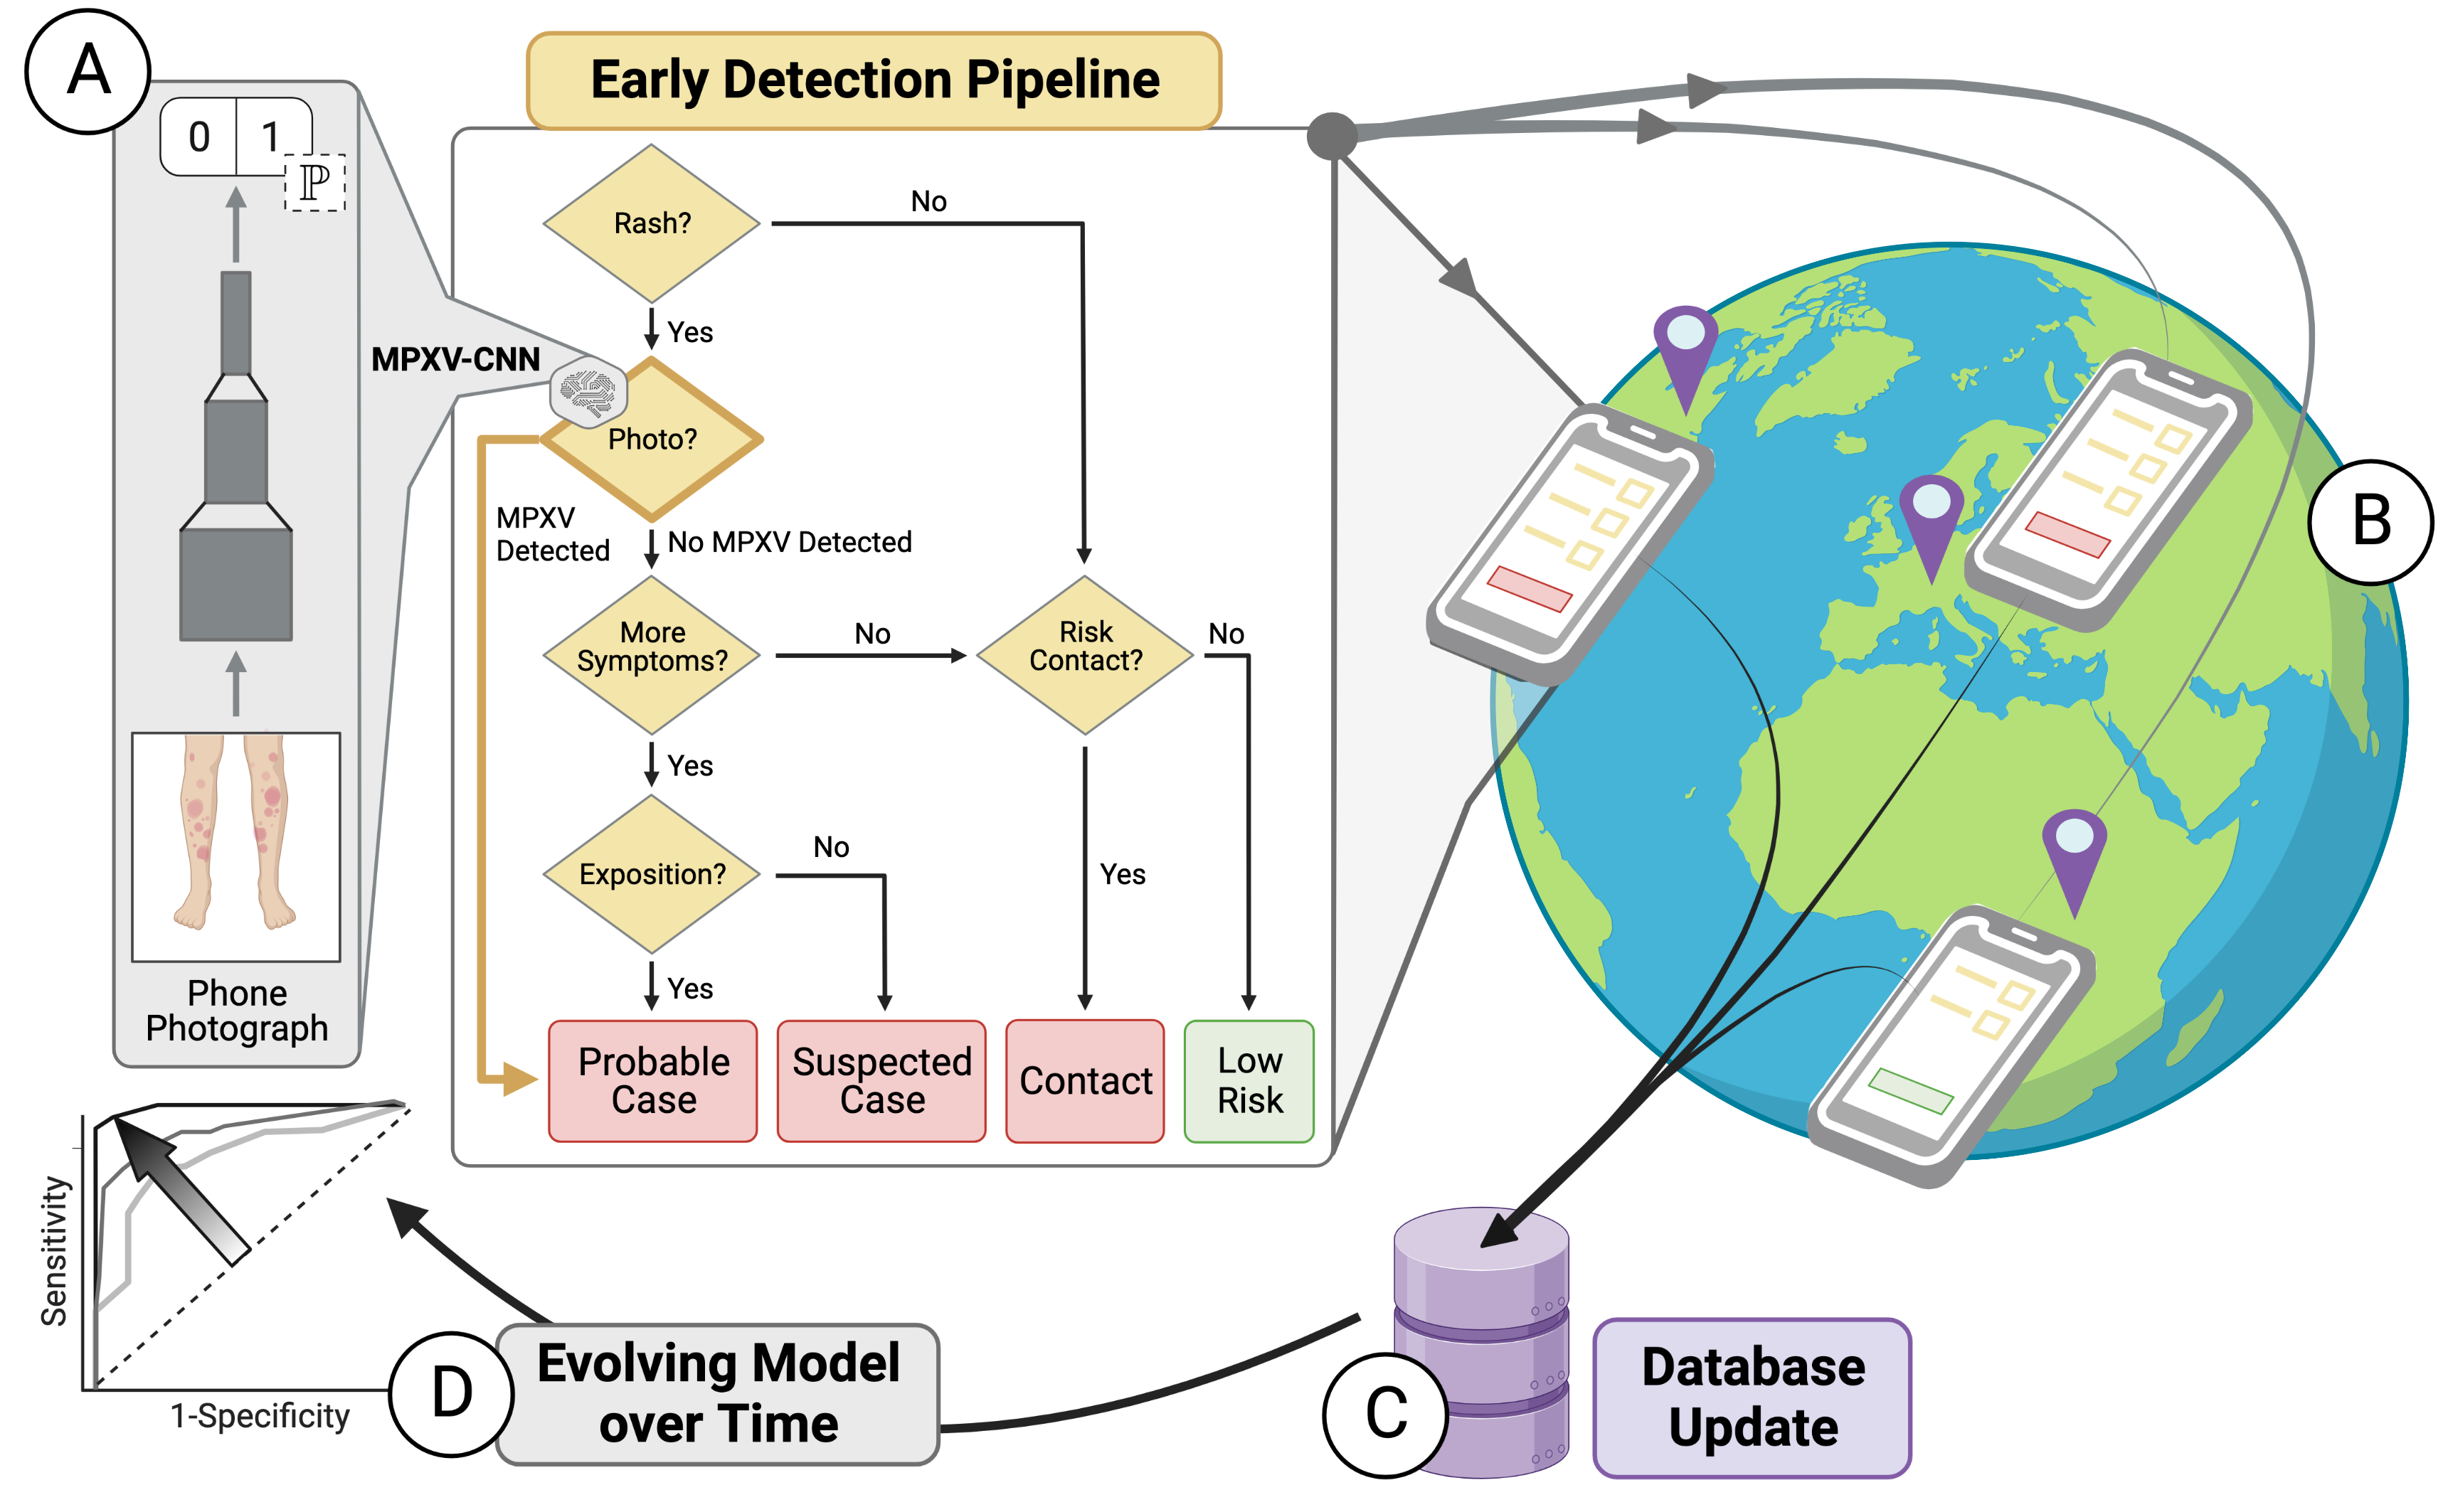 A
Early Detection Pipeline
0 1
ℙ
Rash?
No
Yes
MPXV-CNN
Photo?
MPXV
Detected
No MPXV Detected
More
Symptoms?
No
Risk
Contact?
No
Yes
Exposition?
No
Yes
Yes
Phone
Photograph
Probable
Case
Suspected
Case
Contact
Low
Risk
B
Sensitivity
1-Specificity
D
Evolving Model
over Time
C
Database
Update